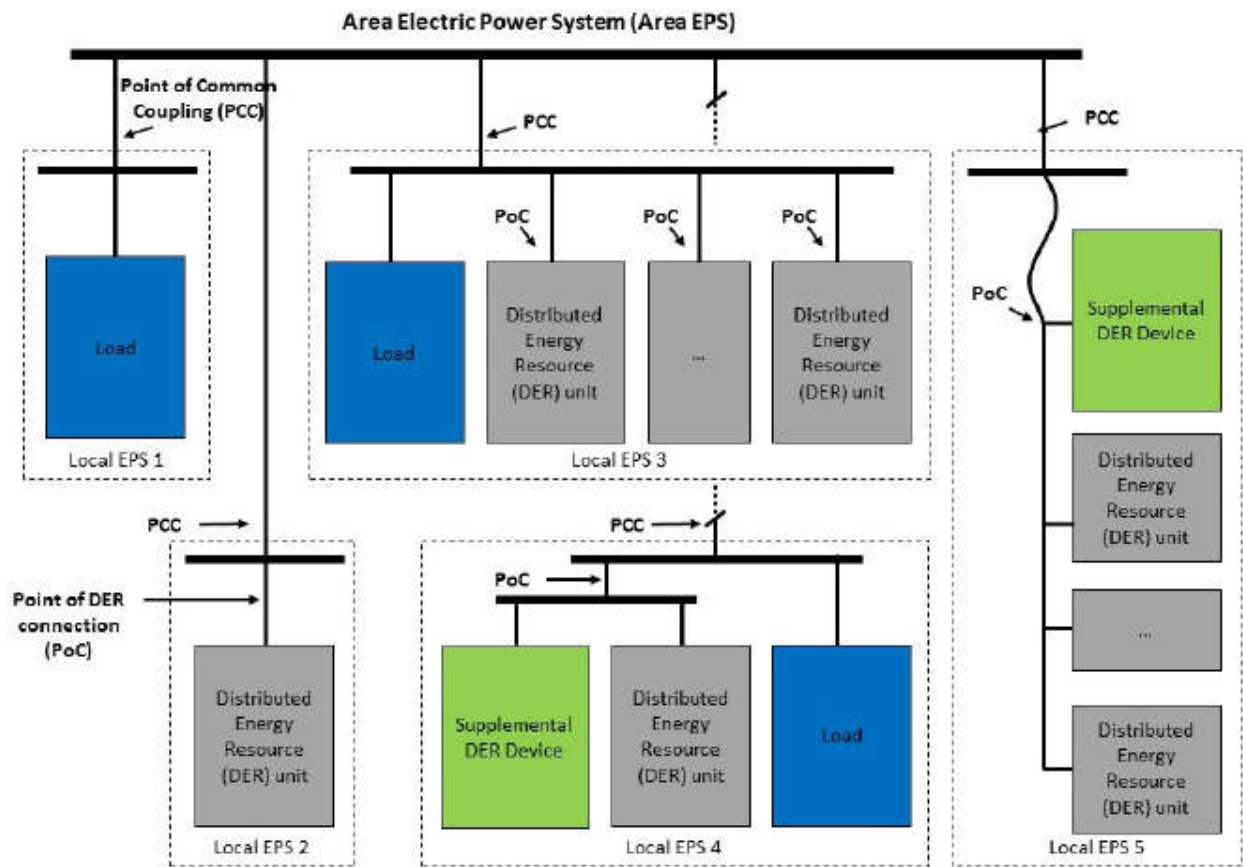 Area Electric Power System (Area EPS)
Point of Common
Coupling (PCC)
PCC
PCC
PoC
PoC
PoC
Load
Load
Distributed
Energy
Resource
(DER) unit
...
Distributed
Energy
Resource
(DER) unit
PoC
Supplemental
DER Device
Local EPS 1
Local EPS 3
Distributed
Energy
Resource
(DER) unit
...
Distributed
Energy
Resource
(DER) unit
PCC
Point of DER
connection
(PoC)
Distributed
Energy
Resource
(DER) unit
Local EPS 2
PCC
PoC
Supplemental
DER Device
Distributed
Energy
Resource
(DER) unit
Load
Local EPS 4
Local EPS 5